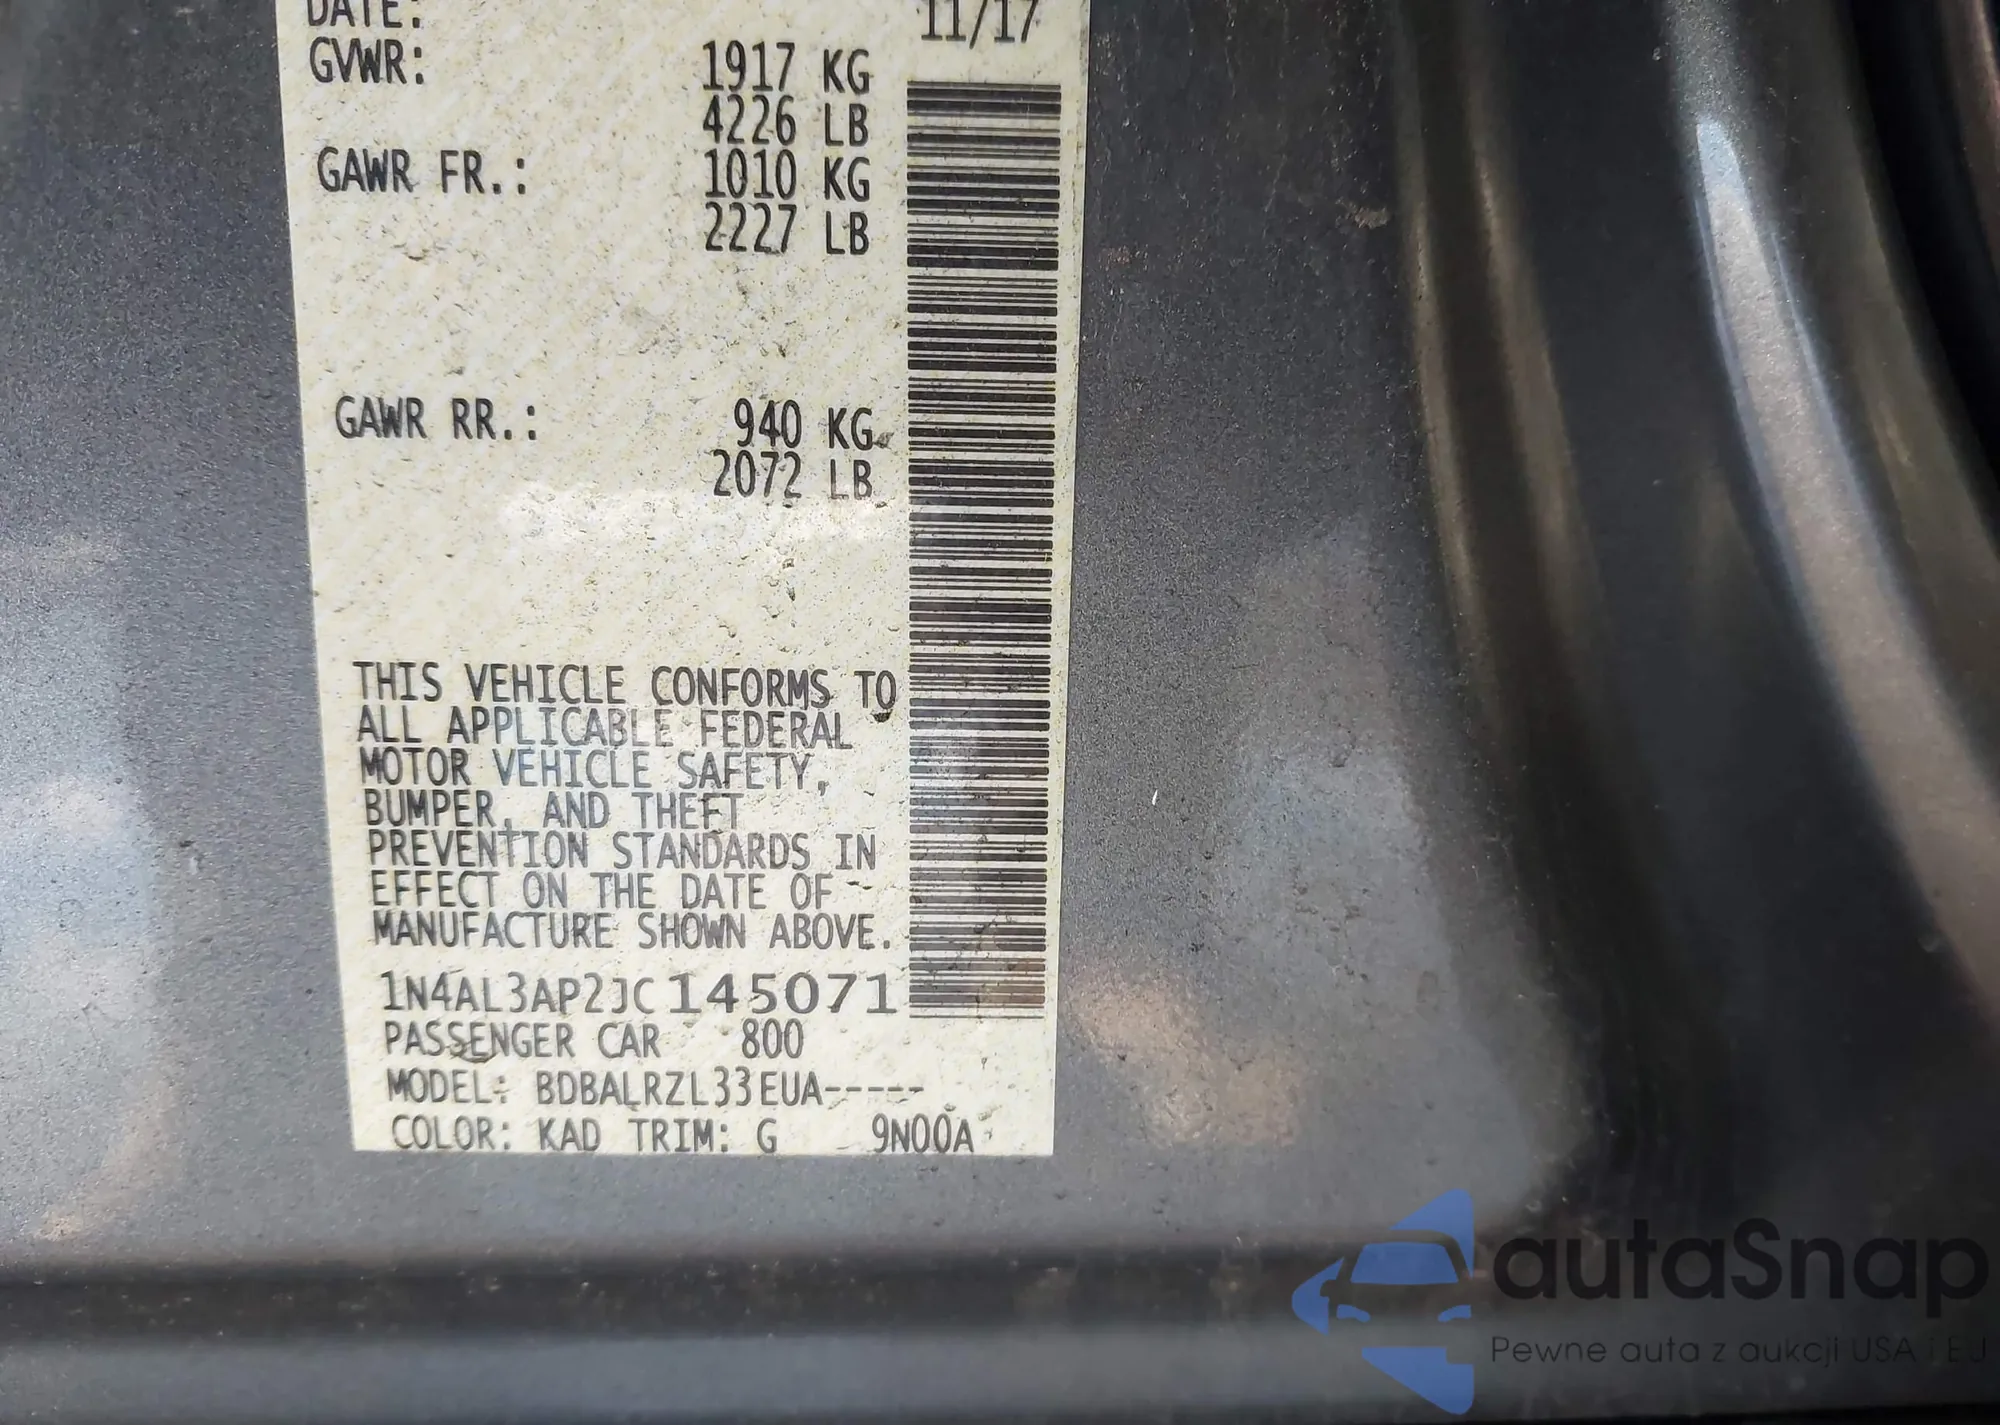 DATE: 11/17
GVWR: 1917 KG
4226 LB
GAWR FR.: 1010 KG
2227 LB
GAWR RR.: 940 KG
2072 LB
THIS VEHICLE CONFORMS TO
ALL APPLICABLE FEDERAL
MOTOR VEHICLE SAFETY,
BUMPER, AND THEFT
PREVENTION STANDARDS IN
EFFECT ON THE DATE OF
MANUFACTURE SHOWN ABOVE.
1N4AL3AP2JC145071
PASSENGER CAR 800
MODEL: BDBALRZL33EUA-----
COLOR: KAD TRIM: G 9N00A
autaSnap
Pewne auta z aukcji USA i EU